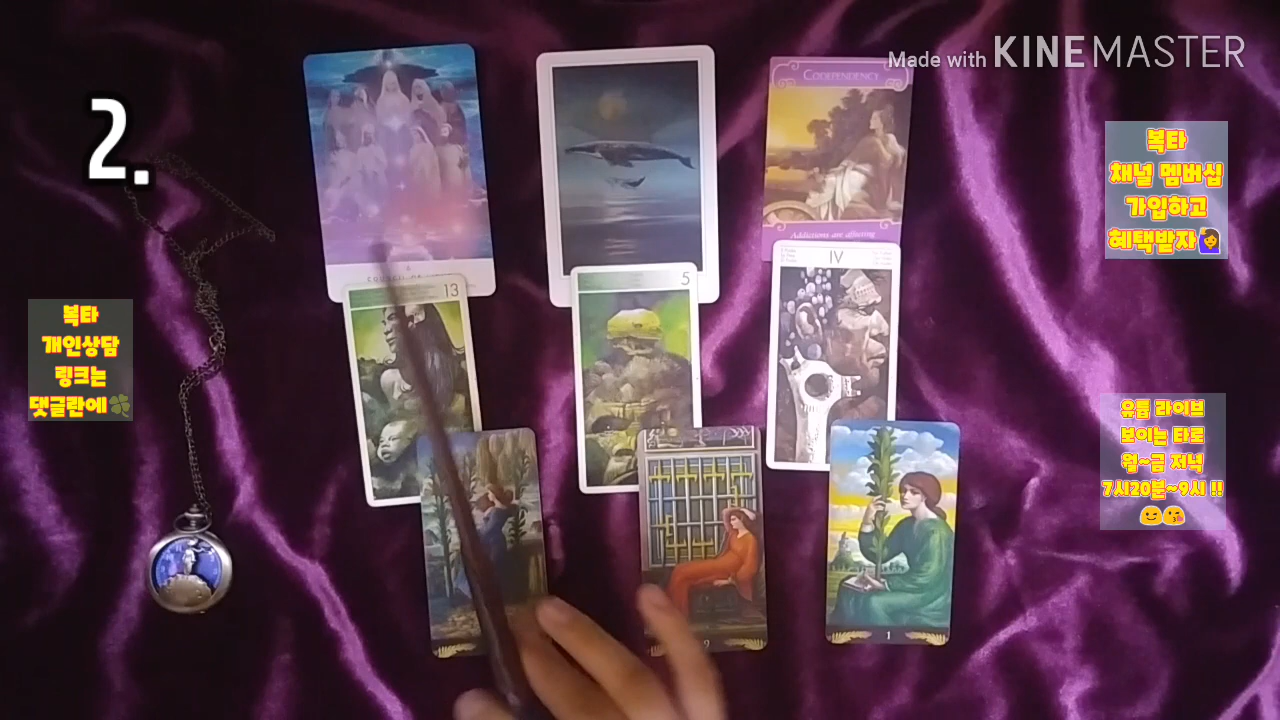 Made with KINEMASTER
2.
CODEPENDENCY
Addictions are affecting
복타
채널 멤버십
가입하고
혜택받자🙋‍♀️
13
5
IV
복타
개인상담
링크는
댓글란에🍀
유튭 라이브
보이는 타로
월~금 저녁
7시20분~9시 !!
😉😘
9
1